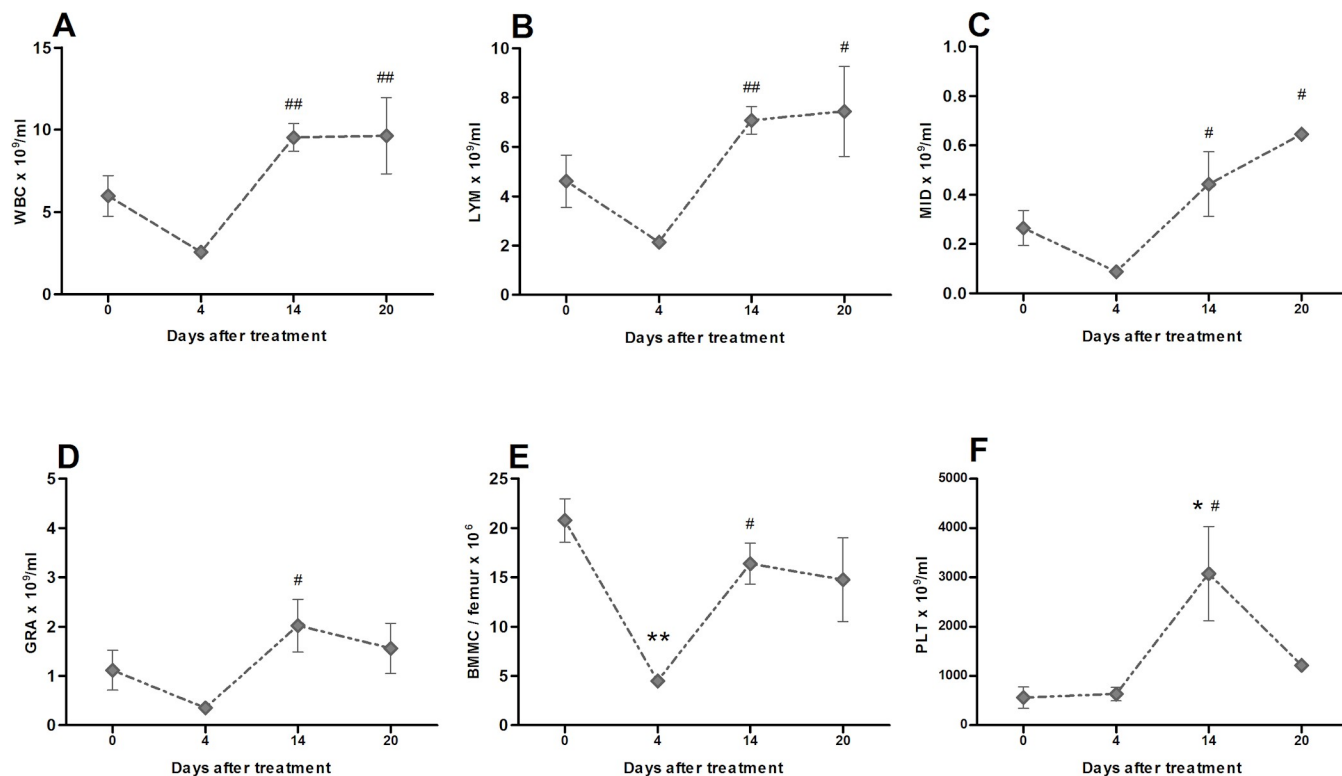 A
WBC x 10⁹/ml
15
10
5
0
##
##
0 4 14 20
Days after treatment
B
LYM x 10⁹/ml
10
8
6
4
2
0
##
#
0 4 14 20
Days after treatment
C
MID x 10⁹/ml
1.0
0.8
0.6
0.4
0.2
0.0
#
#
0 4 14 20
Days after treatment
D
GRA x 10⁹/ml
5
4
3
2
1
0
#
0 4 14 20
Days after treatment
E
BMMC / femur x 10⁶
25
20
15
10
5
0
**
#
0 4 14 20
Days after treatment
F
PLT x 10⁹/ml
5000
4000
3000
2000
1000
0
* #
0 4 14 20
Days after treatment